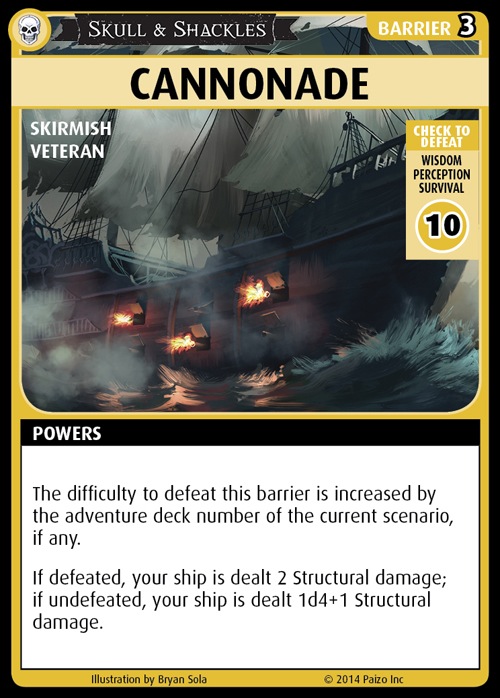 SKULL & SHACKLES
BARRIER 3
CANNONADE
SKIRMISH
VETERAN
CHECK TO
DEFEAT
WISDOM
PERCEPTION
SURVIVAL
10
POWERS
The difficulty to defeat this barrier is increased by
the adventure deck number of the current scenario,
if any.
If defeated, your ship is dealt 2 Structural damage;
if undefeated, your ship is dealt 1d4+1 Structural
damage.
Illustration by Bryan Sola
© 2014 Paizo Inc